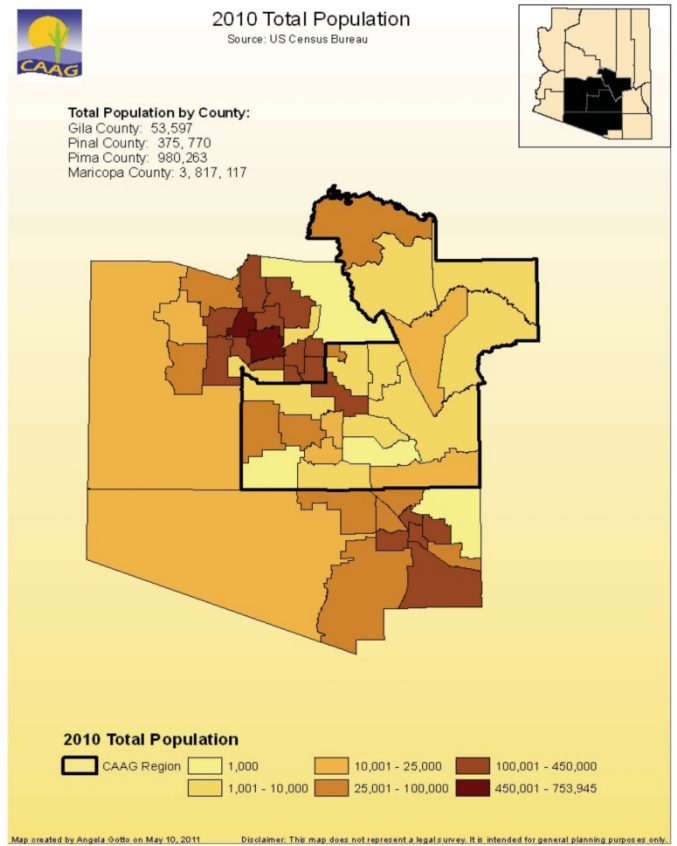 2010 Total Population
Source: US Census Bureau
CAAG
Total Population by County:
Gila County: 53,597
Pinal County: 375, 770
Pima County: 980,263
Maricopa County: 3, 817, 117
2010 Total Population
CAAG Region
1,000
10,001 - 25,000
100,001 - 450,000
1,001 - 10,000
25,001 - 100,000
450,001 - 753,945
Map created by Angela Gotto on May 10, 2011
Disclaimer: This map does not represent a legal survey. It is intended for general planning purposes only.